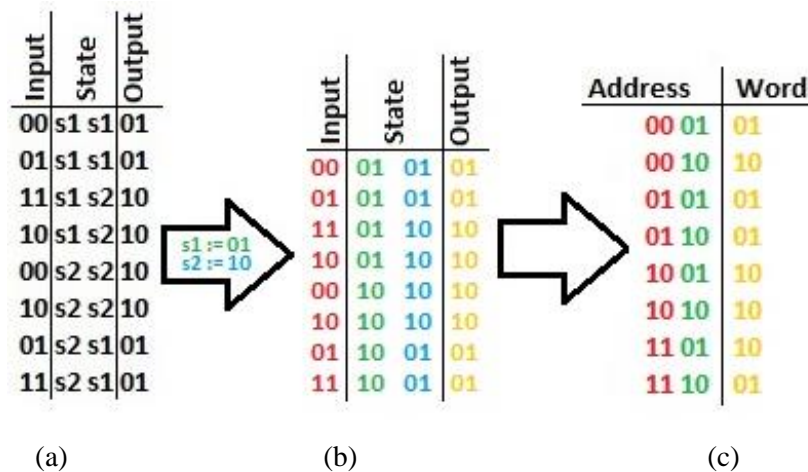 Input State Output
00 s1 s1 01
01 s1 s1 01
11 s1 s2 10
10 s1 s2 10
00 s2 s2 10
10 s2 s2 10
01 s2 s1 01
11 s2 s1 01
s1 := 01
s2 := 10
Input State Output
00 01 01 01
01 01 01 01
11 01 10 10
10 01 10 10
00 10 10 10
10 10 10 10
01 10 01 01
11 10 01 01
Address Word
00 01 01
00 10 10
01 01 01
01 10 01
10 01 10
10 10 10
11 01 10
11 10 01
(a) (b) (c)